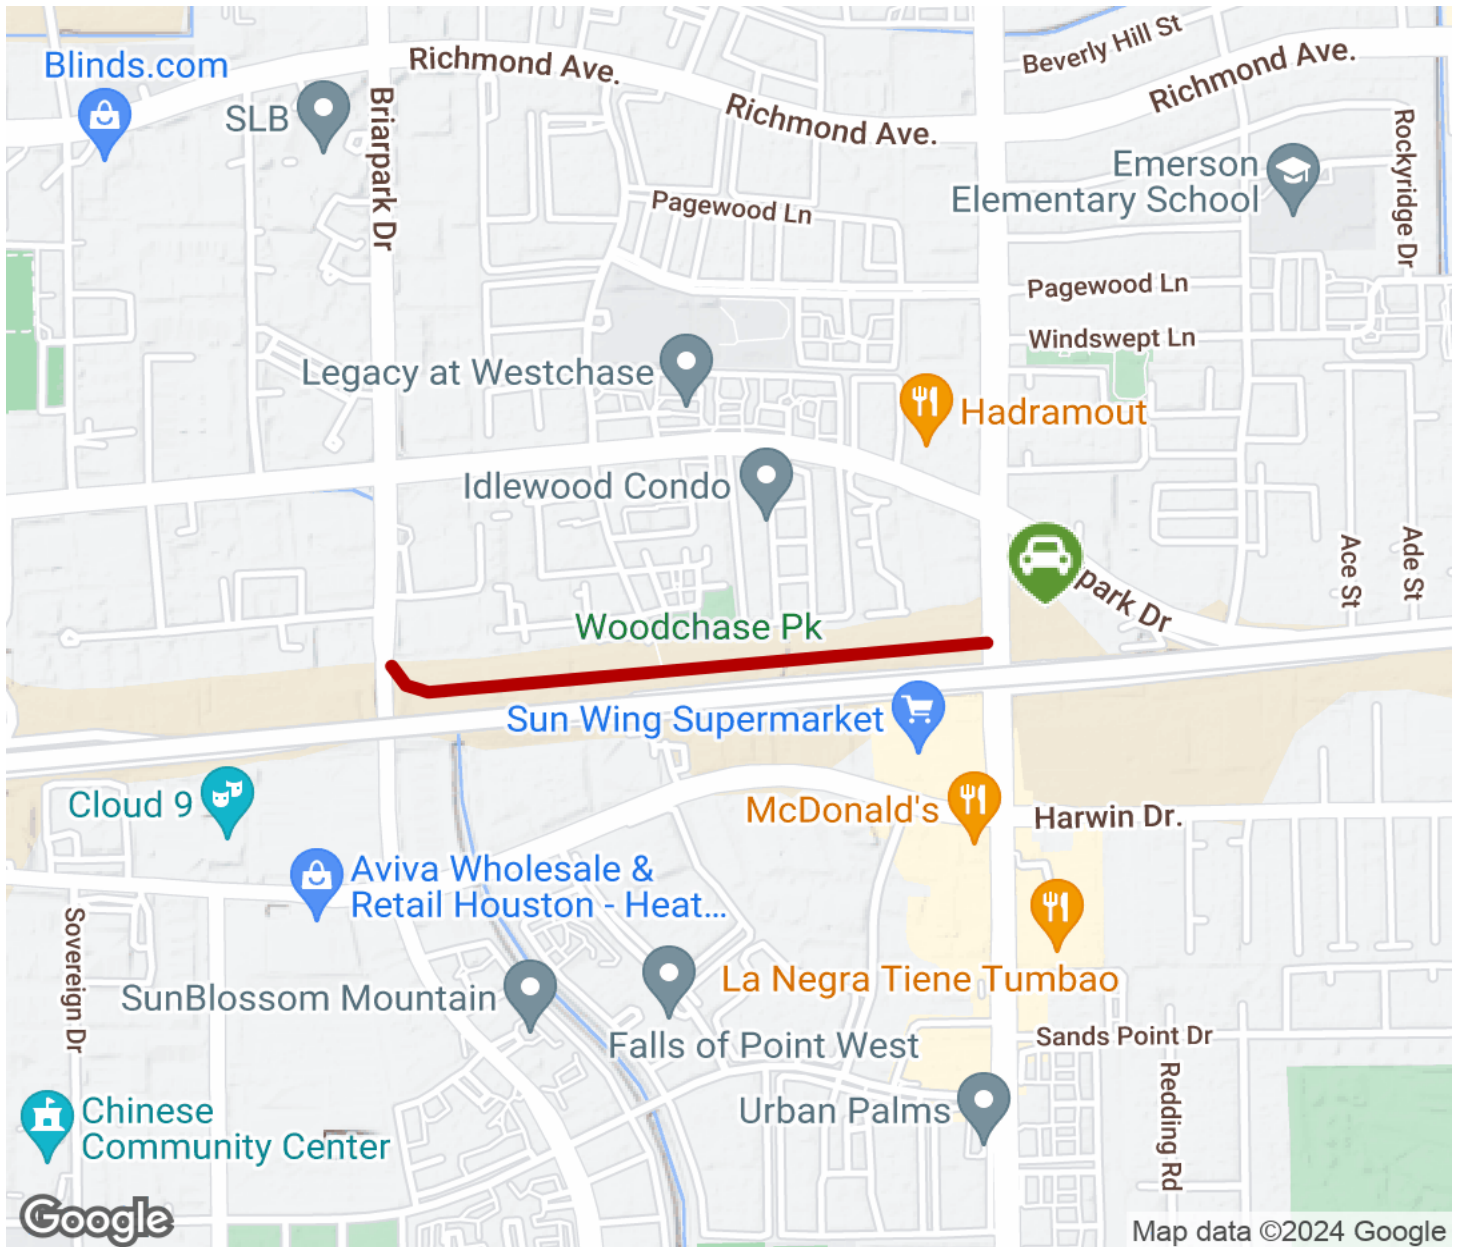 Beverly Hill St
Richmond Ave.
Richmond Ave.
Richmond Ave.
Blinds.com
SLB
Briarpark Dr
Rockyridge Dr
Emerson
Elementary School
Pagewood Ln
Pagewood Ln
Windswept Ln
Legacy at Westchase
Hadramout
Idlewood Condo
Ace St
Ade St
park Dr
Woodchase Pk
Sun Wing Supermarket
Cloud 9
McDonald's
Harwin Dr.
Aviva Wholesale &
Retail Houston - Heat...
Sovereign Dr
La Negra Tiene Tumbao
SunBlossom Mountain
Falls of Point West
Sands Point Dr
Redding Rd
Urban Palms
Chinese
Community Center
Google
Map data ©2024 Google